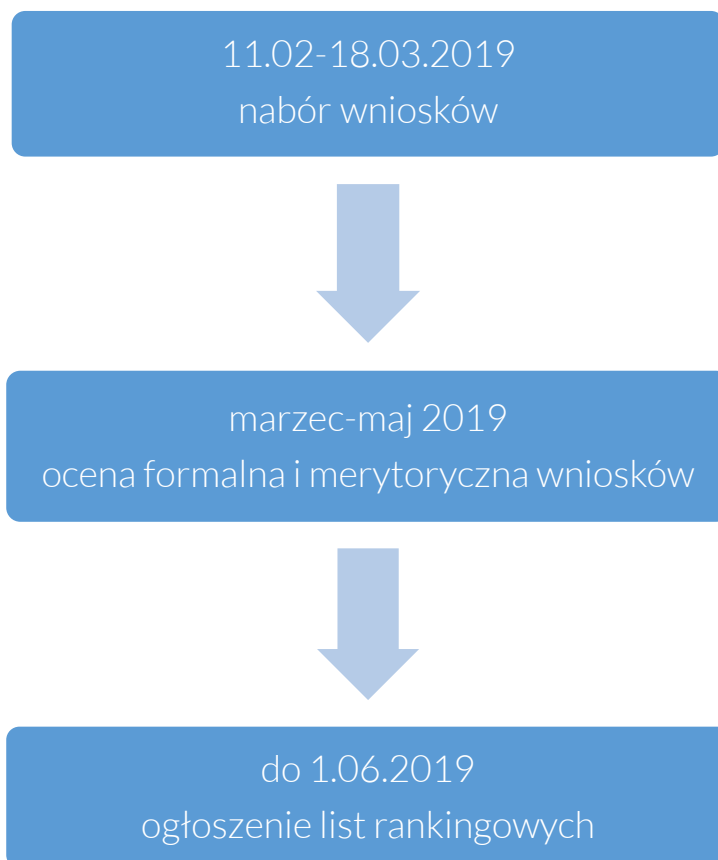 11.02-18.03.2019
nabór wniosków
marzec-maj 2019
ocena formalna i merytoryczna wniosków
do 1.06.2019
ogłoszenie list rankingowych